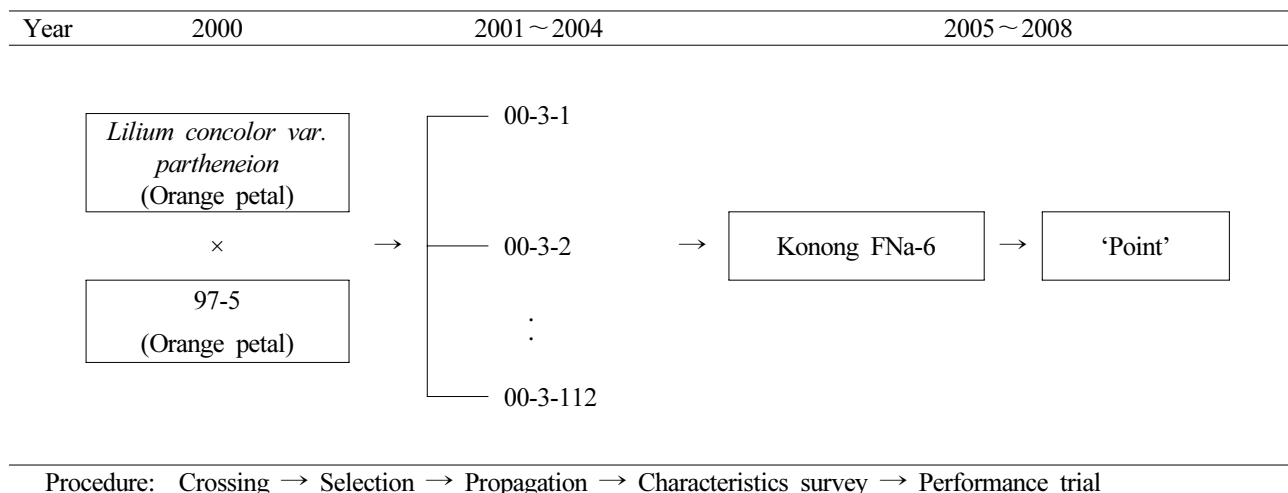 Year 2000 2001～2004 2005～2008
Lilium concolor var.
partheneion
(Orange petal)
×
97-5
(Orange petal)
→
00-3-1
00-3-2
:
00-3-112
→
Konong FNa-6
→
‘Point’
Procedure: Crossing → Selection → Propagation → Characteristics survey → Performance trial